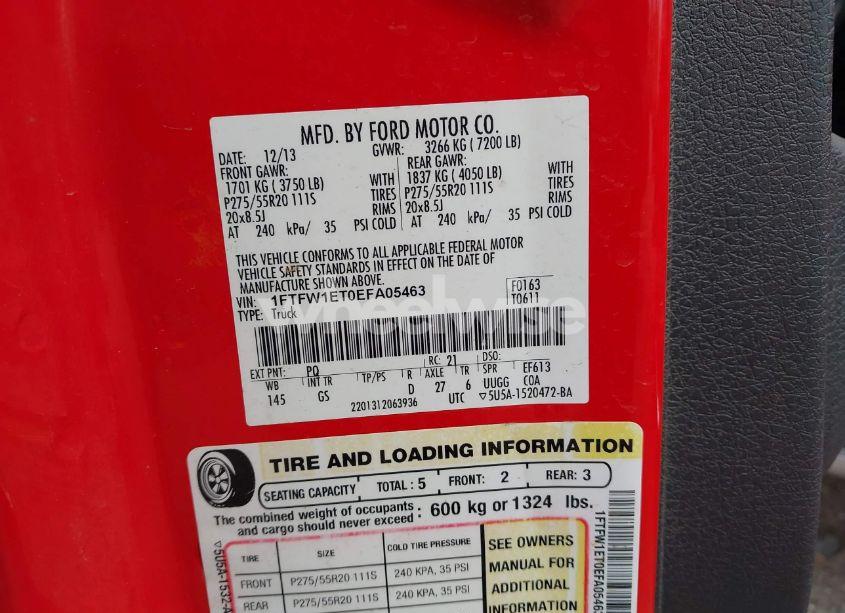 MFD. BY FORD MOTOR CO.
DATE: 12/13 GVWR: 3266 KG ( 7200 LB)
FRONT GAWR: REAR GAWR:
1701 KG ( 3750 LB) WITH 1837 KG ( 4050 LB) WITH
P275/55R20 111S TIRES P275/55R20 111S TIRES
20x8.5J RIMS 20x8.5J RIMS
AT 240 kPa/ 35 PSI COLD AT 240 kPa/ 35 PSI COLD
THIS VEHICLE CONFORMS TO ALL APPLICABLE FEDERAL MOTOR
VEHICLE SAFETY STANDARDS IN EFFECT ON THE DATE OF
MANUFACTURE SHOWN ABOVE.
VIN: 1FTFW1ET0EFA05463 F0163
TYPE: Truck T0611
wheelwise
EXT PNT: PQ RC: 21 DSO:
WB INT TR TP/PS R AXLE TR SPR EF613
145 GS D 27 6 UUGG COA
2201312063936 UTC ▽5U5A-1520472-BA
TIRE AND LOADING INFORMATION
SEATING CAPACITY TOTAL : 5 FRONT: 2 REAR: 3
The combined weight of occupants
and cargo should never exceed : 600 kg or 1324 lbs.
TIRE SIZE COLD TIRE PRESSURE
FRONT P275/55R20 111S 240 KPA, 35 PSI
REAR P275/55R20 111S 240 KPA, 35 PSI
SEE OWNERS
MANUAL FOR
ADDITIONAL
INFORMATION
1FTFW1ET0EFA05463